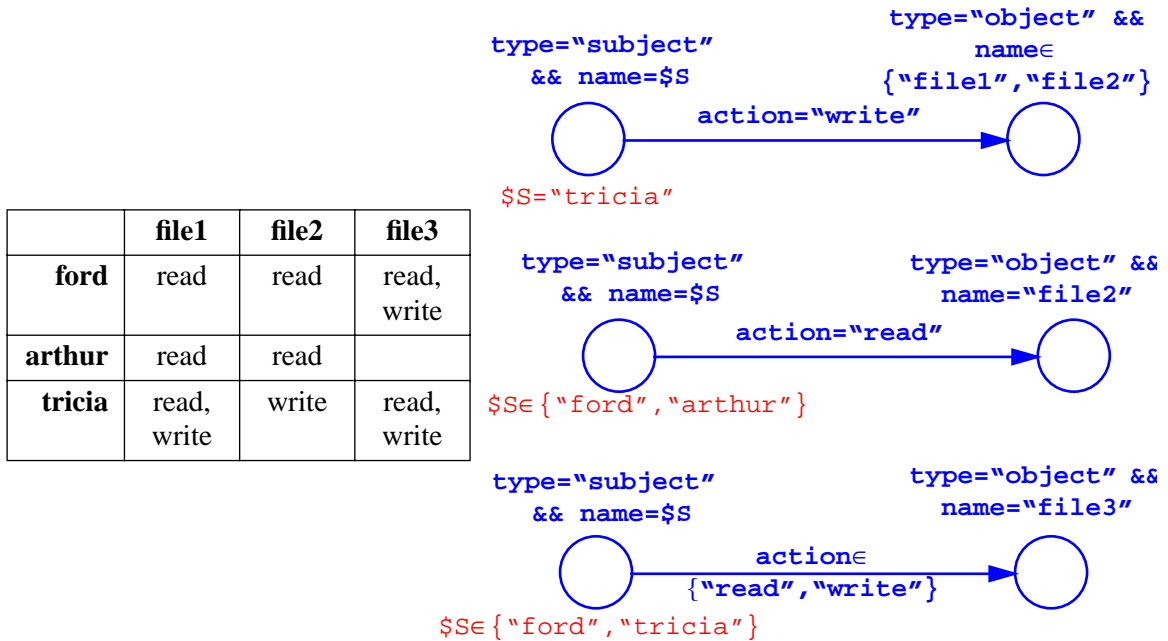 file1 file2 file3
ford read read read,
write
arthur read read
tricia read, write read,
write write
type=“subject”
&& name=$S
type=“object” &&
name∈
{“file1”,“file2”}
action=“write”
$S=“tricia”
type=“subject”
&& name=$S
type=“object” &&
name=“file2”
action=“read”
$S∈{“ford”,“arthur”}
type=“subject”
&& name=$S
type=“object” &&
name=“file3”
action∈
{“read”,“write”}
$S∈{“ford”,“tricia”}